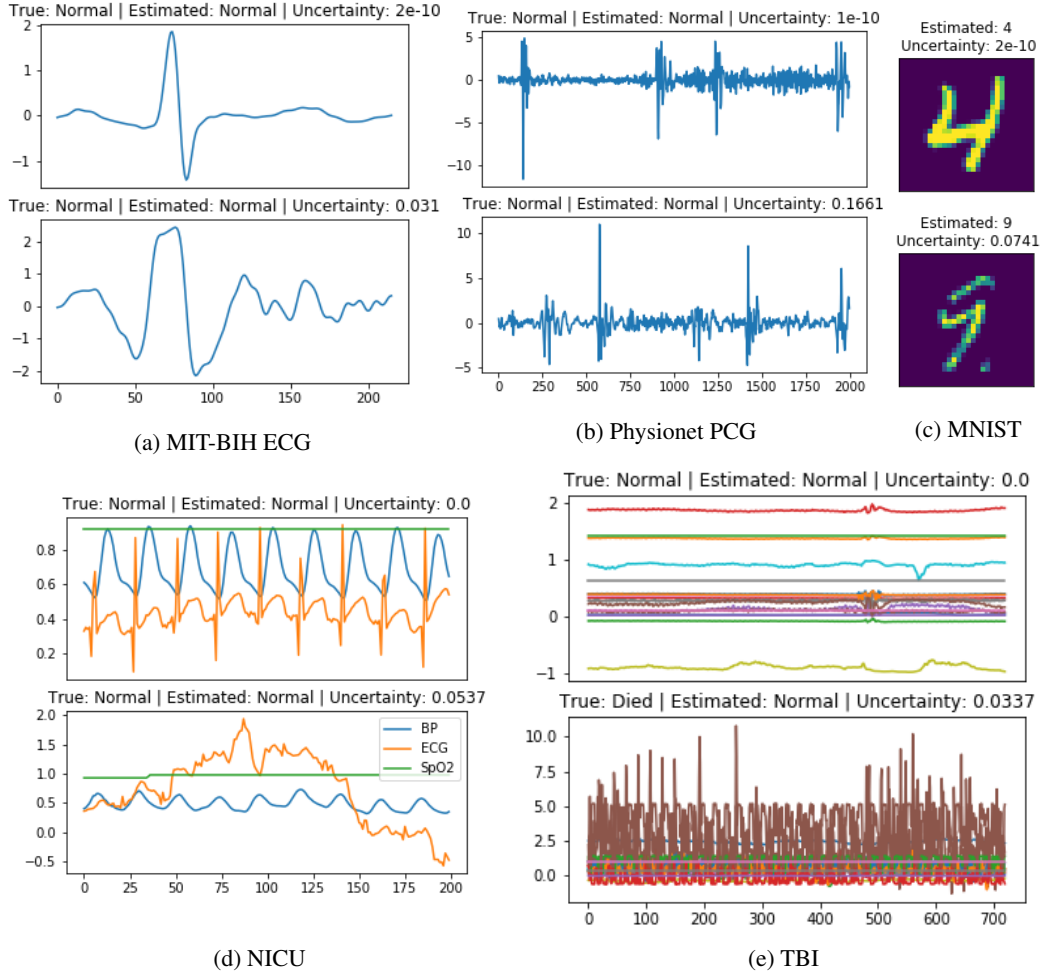 True: Normal | Estimated: Normal | Uncertainty: 2e-10
2
1
0
−1
True: Normal | Estimated: Normal | Uncertainty: 0.031
2
1
0
−1
−2
0 50 100 150 200
(a) MIT-BIH ECG
True: Normal | Estimated: Normal | Uncertainty: 1e-10
5
0
−5
−10
True: Normal | Estimated: Normal | Uncertainty: 0.1661
10
5
0
−5
0 250 500 750 1000 1250 1500 1750 2000
(b) Physionet PCG
Estimated: 4
Uncertainty: 2e-10
Estimated: 9
Uncertainty: 0.0741
(c) MNIST
True: Normal | Estimated: Normal | Uncertainty: 0.0
0.8
0.6
0.4
0.2
True: Normal | Estimated: Normal | Uncertainty: 0.0537
2.0
1.5
1.0
0.5
0.0
−0.5
BP
ECG
SpO2
0 50 100 150 200
(d) NICU
True: Normal | Estimated: Normal | Uncertainty: 0.0
2
1
0
−1
True: Died | Estimated: Normal | Uncertainty: 0.0337
10.0
7.5
5.0
2.5
0.0
0 100 200 300 400 500 600 700
(e) TBI